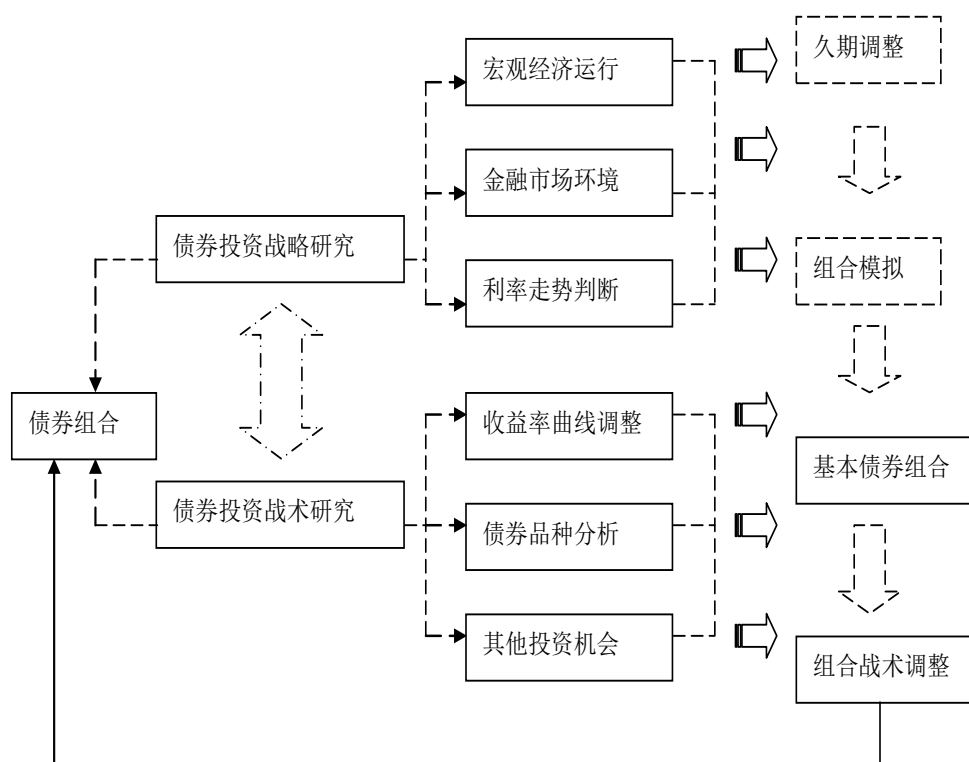 久期调整
宏观经济运行
金融市场环境
债券投资战略研究
组合模拟
利率走势判断
债券组合
收益率曲线调整
基本债券组合
债券投资战术研究
债券品种分析
其他投资机会
组合战术调整